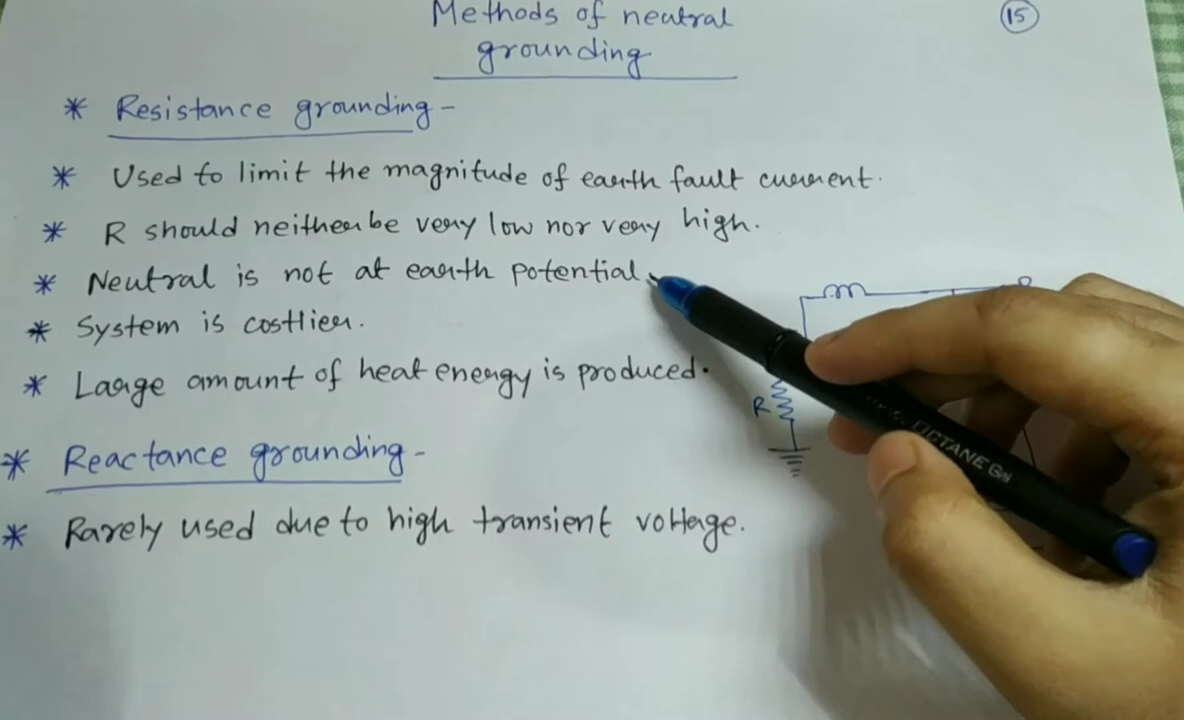 Methods of neutral
grounding
15
* Resistance grounding -
* Used to limit the magnitude of earth fault current.
* R should neither be very low nor very high.
* Neutral is not at earth potential.
* System is costlier.
* Large amount of heat energy is produced.
R
* Reactance grounding -
* Rarely used due to high transient voltage.
OCTANE Gel